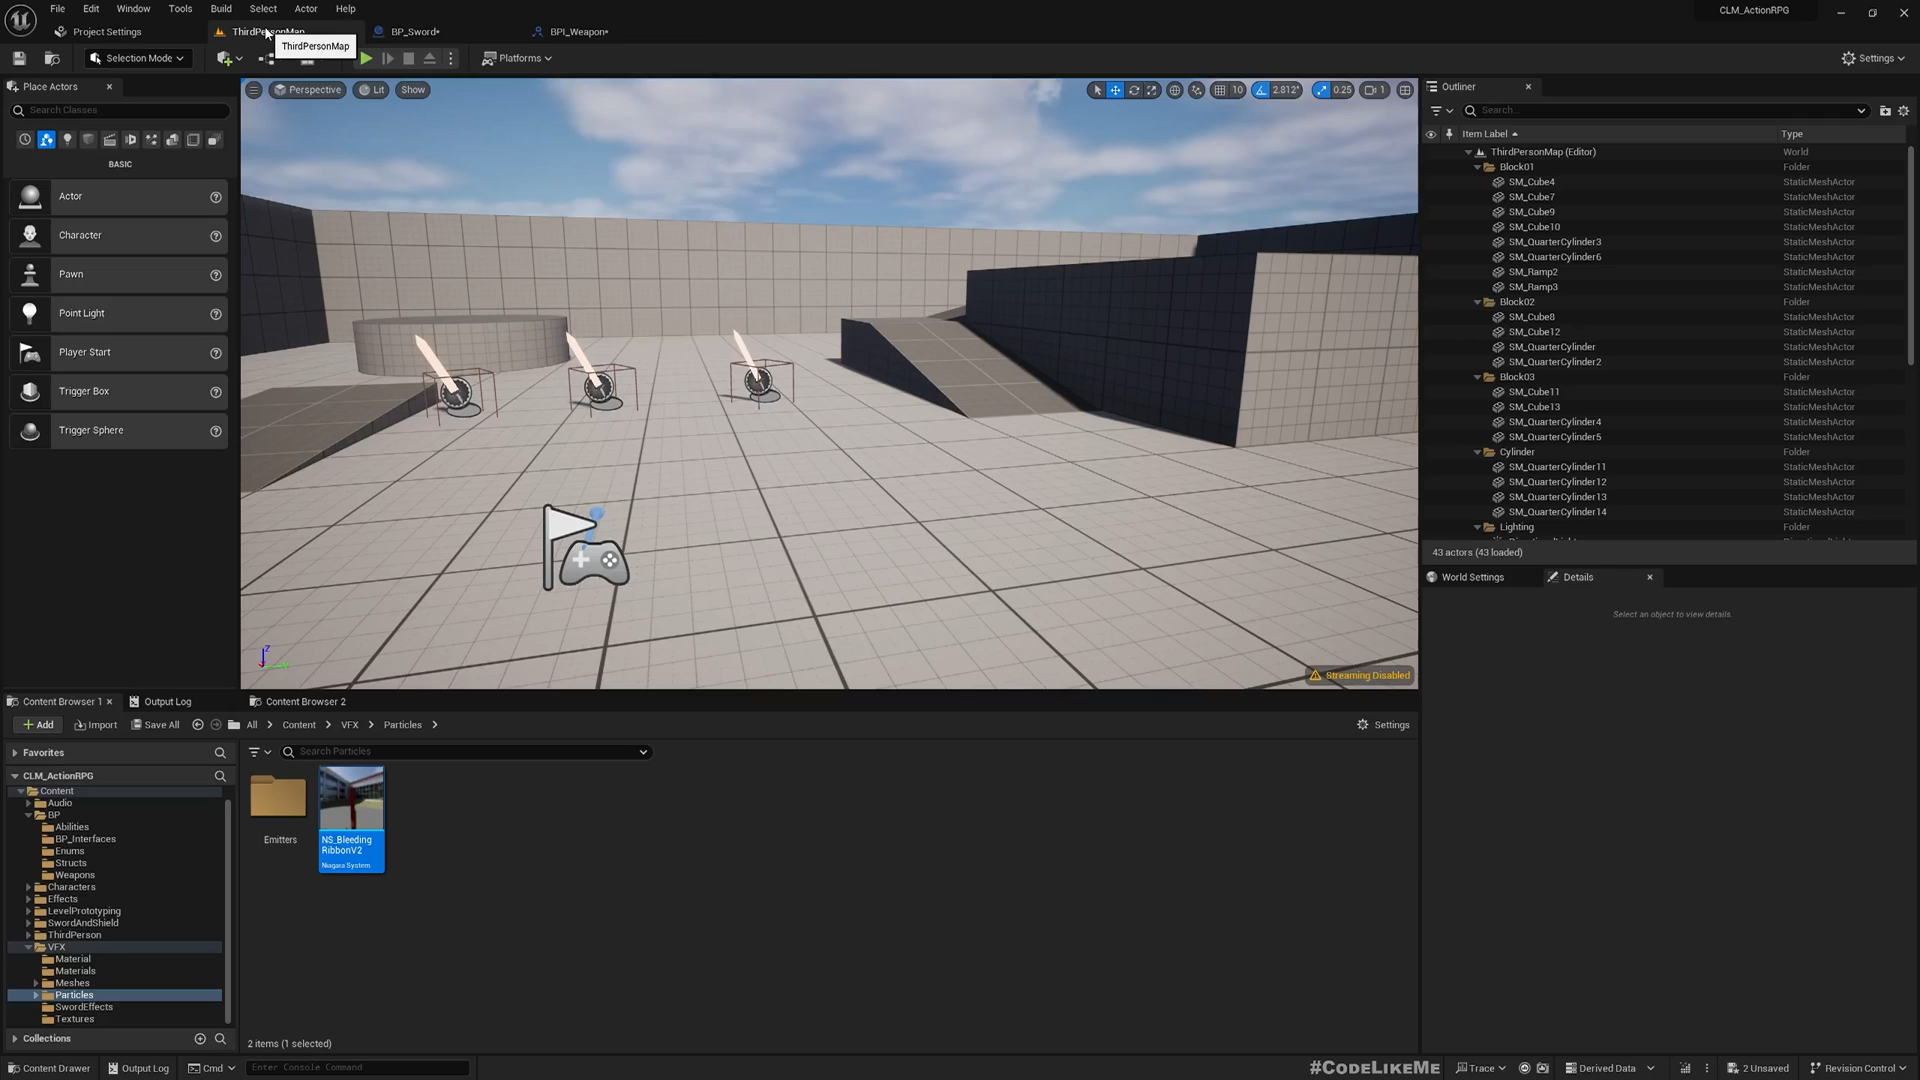 File Edit Window Tools Build Select Actor Help
CLM_ActionRPG
Project Settings
ThirdPersonMap
BP_Sword*
BPI_Weapon*
ThirdPersonMap
Selection Mode
Platforms
Settings
Place Actors
Search Classes
BASIC
Actor
Character
Pawn
Point Light
Player Start
Trigger Box
Trigger Sphere
Perspective
Lit
Show
10
2.812°
0.25
1
Streaming Disabled
Outliner
Search...
Item Label
Type
ThirdPersonMap (Editor) World
Block01 Folder
SM_Cube4 StaticMeshActor
SM_Cube7 StaticMeshActor
SM_Cube9 StaticMeshActor
SM_Cube10 StaticMeshActor
SM_QuarterCylinder3 StaticMeshActor
SM_QuarterCylinder6 StaticMeshActor
SM_Ramp2 StaticMeshActor
SM_Ramp3 StaticMeshActor
Block02 Folder
SM_Cube8 StaticMeshActor
SM_Cube12 StaticMeshActor
SM_QuarterCylinder StaticMeshActor
SM_QuarterCylinder2 StaticMeshActor
Block03 Folder
SM_Cube11 StaticMeshActor
SM_Cube13 StaticMeshActor
SM_QuarterCylinder4 StaticMeshActor
SM_QuarterCylinder5 StaticMeshActor
Cylinder Folder
SM_QuarterCylinder11 StaticMeshActor
SM_QuarterCylinder12 StaticMeshActor
SM_QuarterCylinder13 StaticMeshActor
SM_QuarterCylinder14 StaticMeshActor
Lighting Folder
43 actors (43 loaded)
World Settings
Details
Select an object to view details.
Content Browser 1
Output Log
Content Browser 2
Add
Import
Save All
All
Content
VFX
Particles
Settings
Favorites
CLM_ActionRPG
Content
Audio
BP
Abilities
BP_Interfaces
Enums
Structs
Weapons
Characters
Effects
LevelPrototyping
SwordAndShield
ThirdPerson
VFX
Material
Materials
Meshes
Particles
SwordEffects
Textures
Collections
Search Particles
Emitters
NS_Bleeding
RibbonV2
Niagara System
2 items (1 selected)
Content Drawer
Output Log
Cmd
Enter Console Command
#CODELIKEME
Trace
Derived Data
2 Unsaved
Revision Control